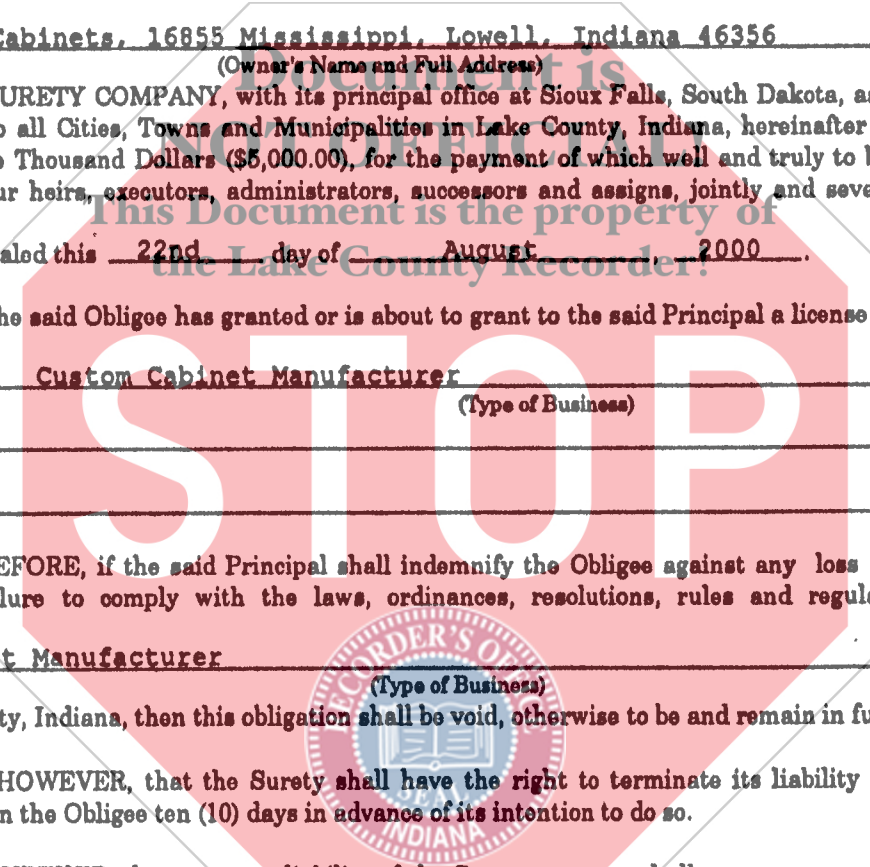 Cabinets, 16855 Mississippi, Lowell, Indiana 46356
(Owner's Name and Full Address)
Document is
URETY COMPANY, with its principal office at Sioux Falls, South Dakota, as
o all Cities, Towns and Municipalities in Lake County, Indiana, hereinafter
NOT OFFICIAL
Thousand Dollars ($5,000.00), for the payment of which well and truly to b
ur heirs, executors, administrators, successors and assigns, jointly and seve
This Document is the property of
aled this 22nd day of August, 2000.
the Lake County Recorder!
he said Obligee has granted or is about to grant to the said Principal a license
STOP
Custom Cabinet Manufacturer
(Type of Business)
EFORE, if the said Principal shall indemnify the Obligee against any loss
lure to comply with the laws, ordinances, resolutions, rules and regula
t Manufacturer
RECORDER'S OFFICE
(Type of Business)
ty, Indiana, then this obligation shall be void, otherwise to be and remain in fu
HOWEVER, that the Surety shall have the right to terminate its liability
SEAL
n the Obligee ten (10) days in advance of its intention to do so.
INDIANA